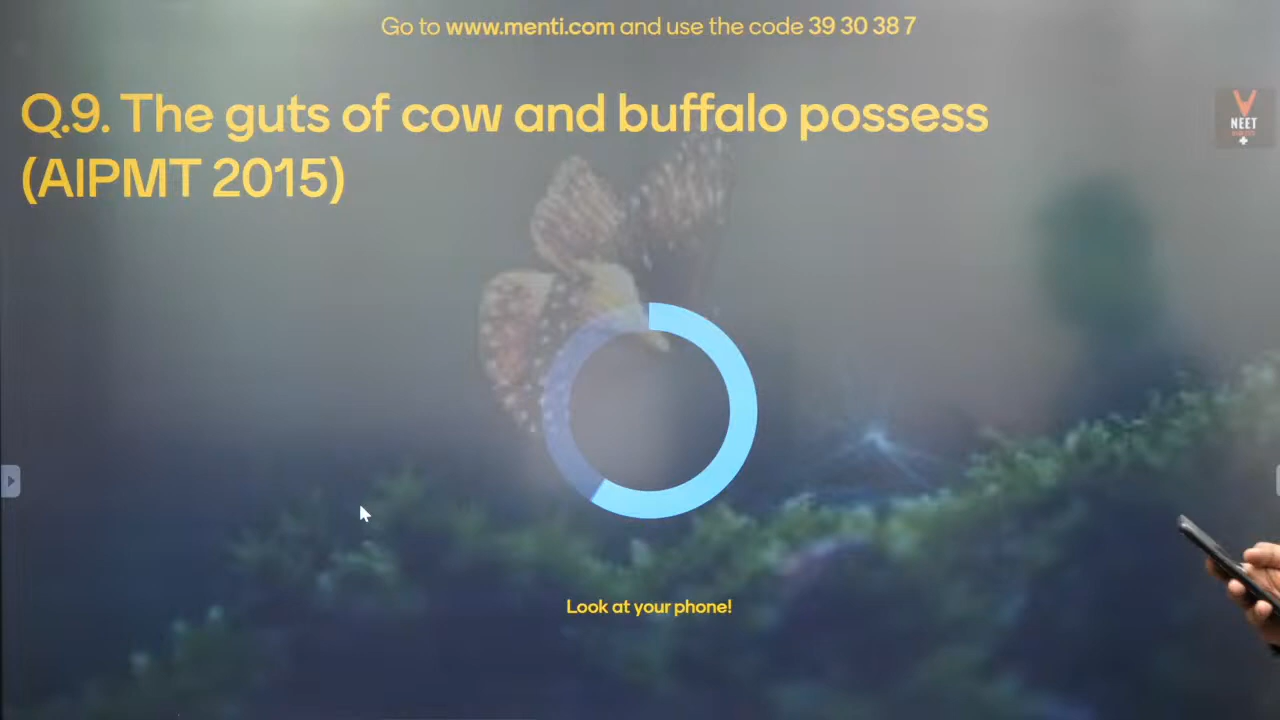 Go to www.menti.com and use the code 39 30 38 7
Q.9. The guts of cow and buffalo possess
(AIPMT 2015)
V
NEET
Look at your phone!